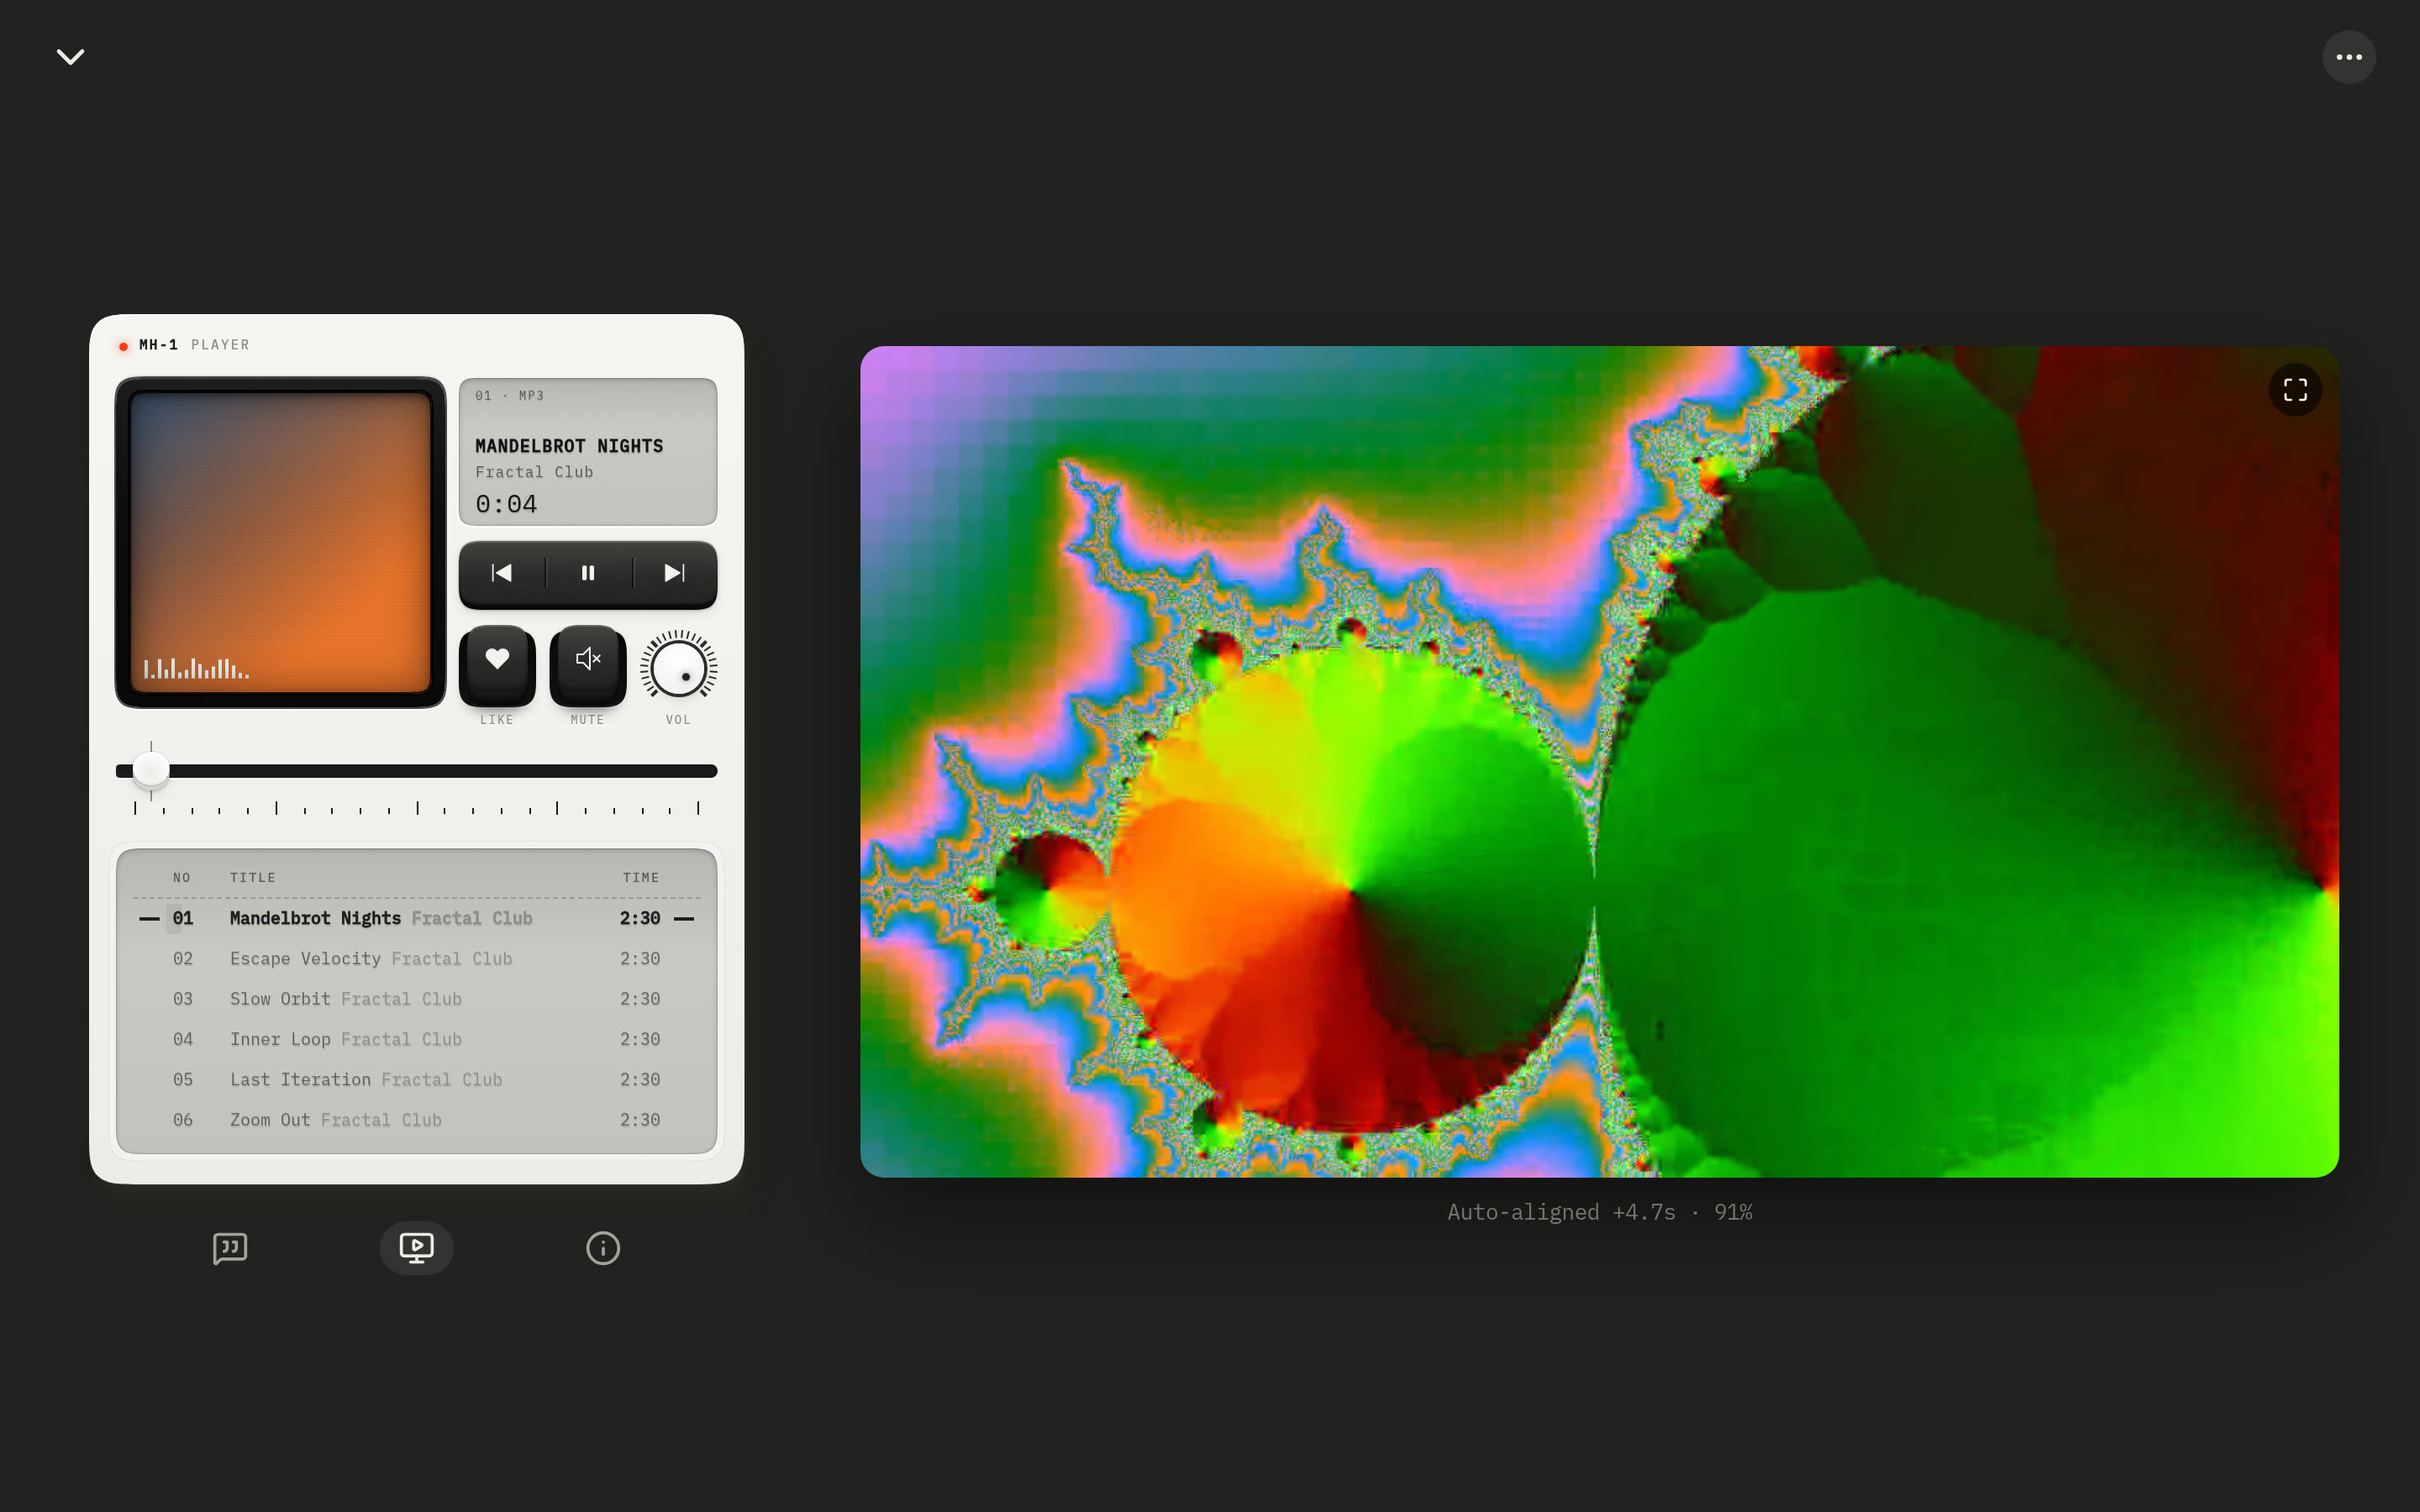 MH-1 PLAYER
01 · MP3
MANDELBROT NIGHTS
Fractal Club
0:04
LIKE MUTE VOL
NO TITLE TIME
01 Mandelbrot Nights Fractal Club 2:30
02 Escape Velocity Fractal Club 2:30
03 Slow Orbit Fractal Club 2:30
04 Inner Loop Fractal Club 2:30
05 Last Iteration Fractal Club 2:30
06 Zoom Out Fractal Club 2:30
Auto-aligned +4.7s · 91%